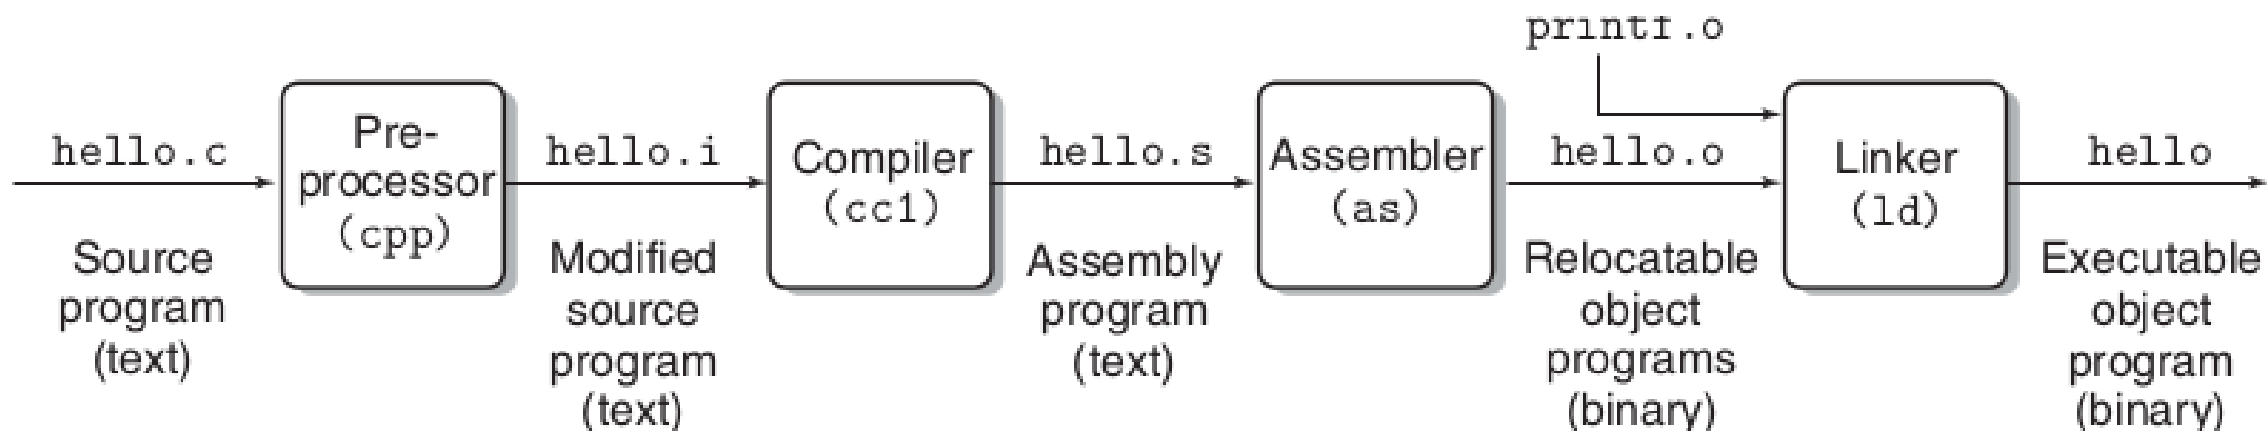 printf.o
hello.c
Pre-
processor
(cpp)
hello.i
Compiler
(cc1)
hello.s
Assembler
(as)
hello.o
Linker
(ld)
hello
Source
program
(text)
Modified
source
program
(text)
Assembly
program
(text)
Relocatable
object
programs
(binary)
Executable
object
program
(binary)